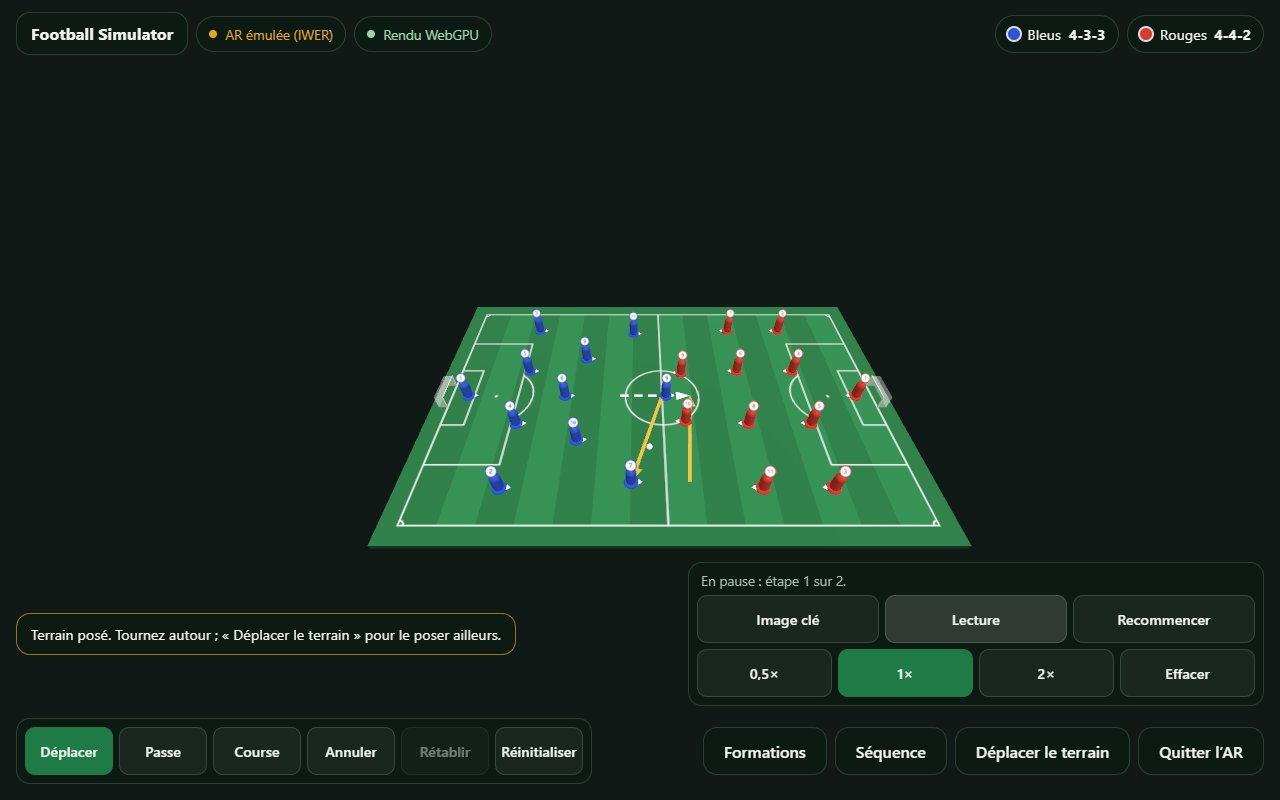 Football Simulator
AR émulée (IWER)
Rendu WebGPU
Bleus 4-3-3
Rouges 4-4-2
En pause : étape 1 sur 2.
Image clé
Lecture
Recommencer
Terrain posé. Tournez autour ; « Déplacer le terrain » pour le poser ailleurs.
0,5×
1×
2×
Effacer
Déplacer
Passe
Course
Annuler
Rétablir
Réinitialiser
Formations
Séquence
Déplacer le terrain
Quitter l’AR